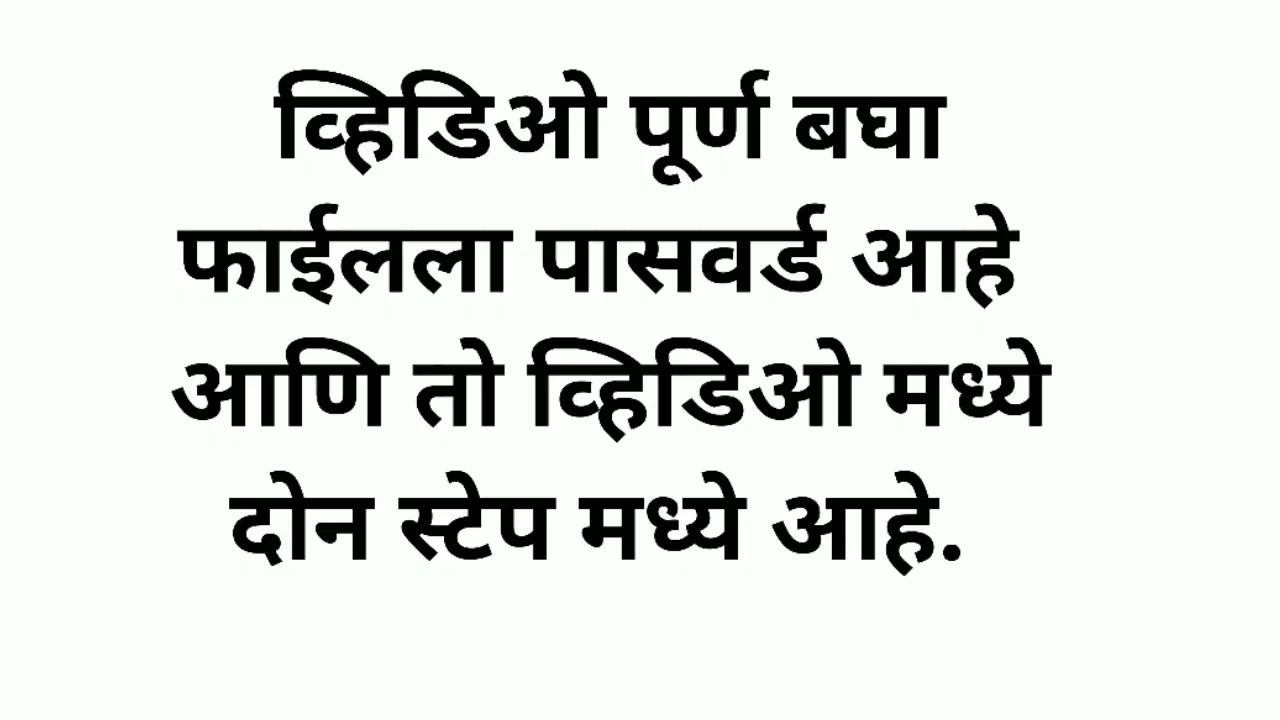 व्हिडिओ पूर्ण बघा
फाईलला पासवर्ड आहे
आणि तो व्हिडिओ मध्ये
दोन स्टेप मध्ये आहे.